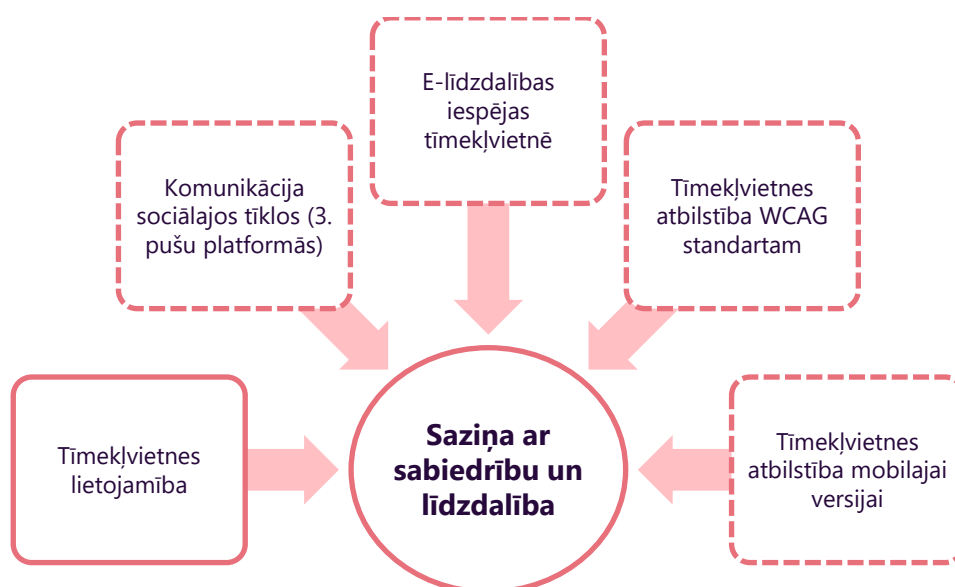 E-līdzdalības
iespējas
tīmekļvietnē
Komunikācija
sociālajos tīklos (3.
pušu platformās)
Tīmekļvietnes
atbilstība WCAG
standartam
Tīmekļvietnes
lietojamība
Saziņa ar
sabiedrību un
līdzdalība
Tīmekļvietnes
atbilstība mobilajai
versijai